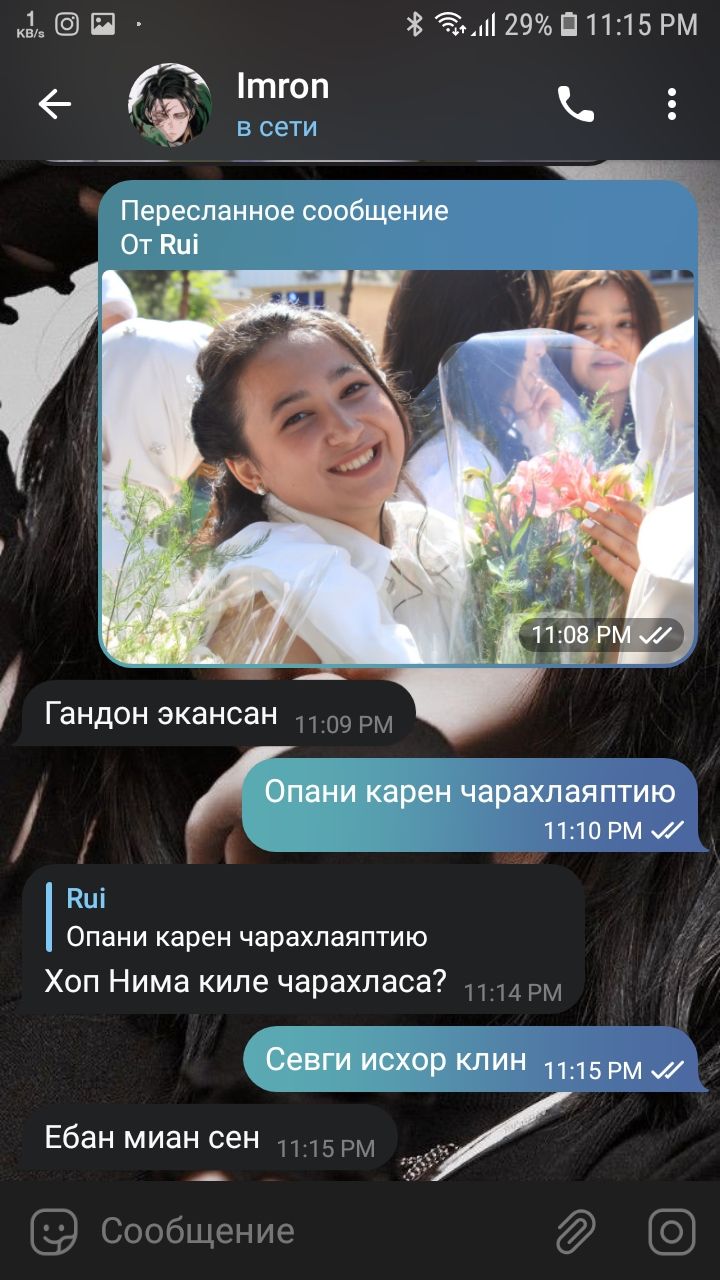 1
KB/s
29%
11:15 PM
Imron
в сети
Пересланное сообщение
От Rui
11:08 PM
Гандон экансан
11:09 PM
Опани карен чарахлаяптию
11:10 PM
Rui
Опани карен чарахлаяптию
Хоп Нима киле чарахласа?
11:14 PM
Севги исхор клин
11:15 PM
Ебан миан сен
11:15 PM
Сообщение